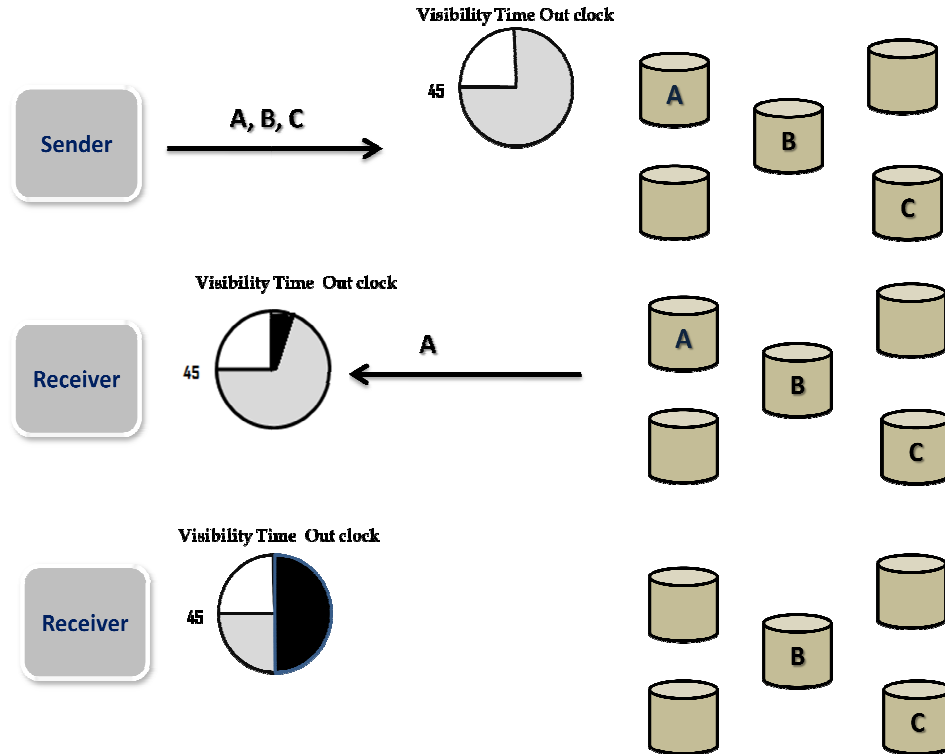 Visibility Time Out clock
45
Sender
A, B, C
A
B
C
Visibility Time  Out clock
45
Receiver
A
A
B
C
Visibility Time  Out clock
45
Receiver
B
C